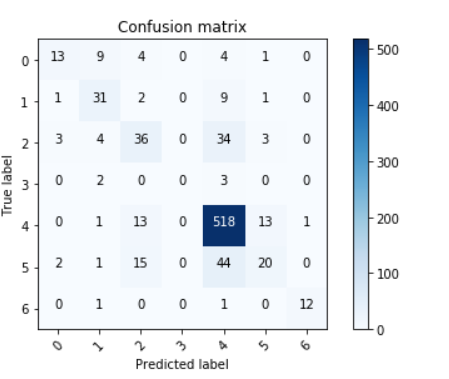 Confusion matrix
0 13 9 4 0 4 1 0
1 1 31 2 0 9 1 0
2 3 4 36 0 34 3 0
3 0 2 0 0 3 0 0
4 0 1 13 0 518 13 1
5 2 1 15 0 44 20 0
6 0 1 0 0 1 0 12
0 1 2 3 4 5 6
True label
Predicted label
500
400
300
200
100
0